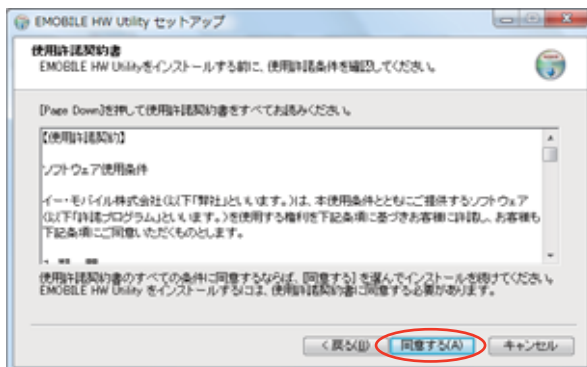 EMOBILE HW Utility セットアップ
使用許諾契約書
EMOBILE HW Utilityをインストールする前に、使用許諾条件を確認してください。
[Page Down]を押して使用許諾契約書をすべてお読みください。
【使用許諾契約】
ソフトウェア使用条件
イー・モバイル株式会社(以下「弊社」といいます。)は、本使用条件とともにご提供するソフトウェア
(以下「許諾プログラム」といいます。)を使用する権利を下記条項に基づきお客様に許諾し、お客様も
下記条項にご同意いただくものとします。
使用許諾契約書のすべての条件に同意するならば、[同意する] を選んでインストールを続けてください。
EMOBILE HW Utility をインストールするには、使用許諾契約書に同意する必要があります。
< 戻る(B)
同意する(A)
キャンセル